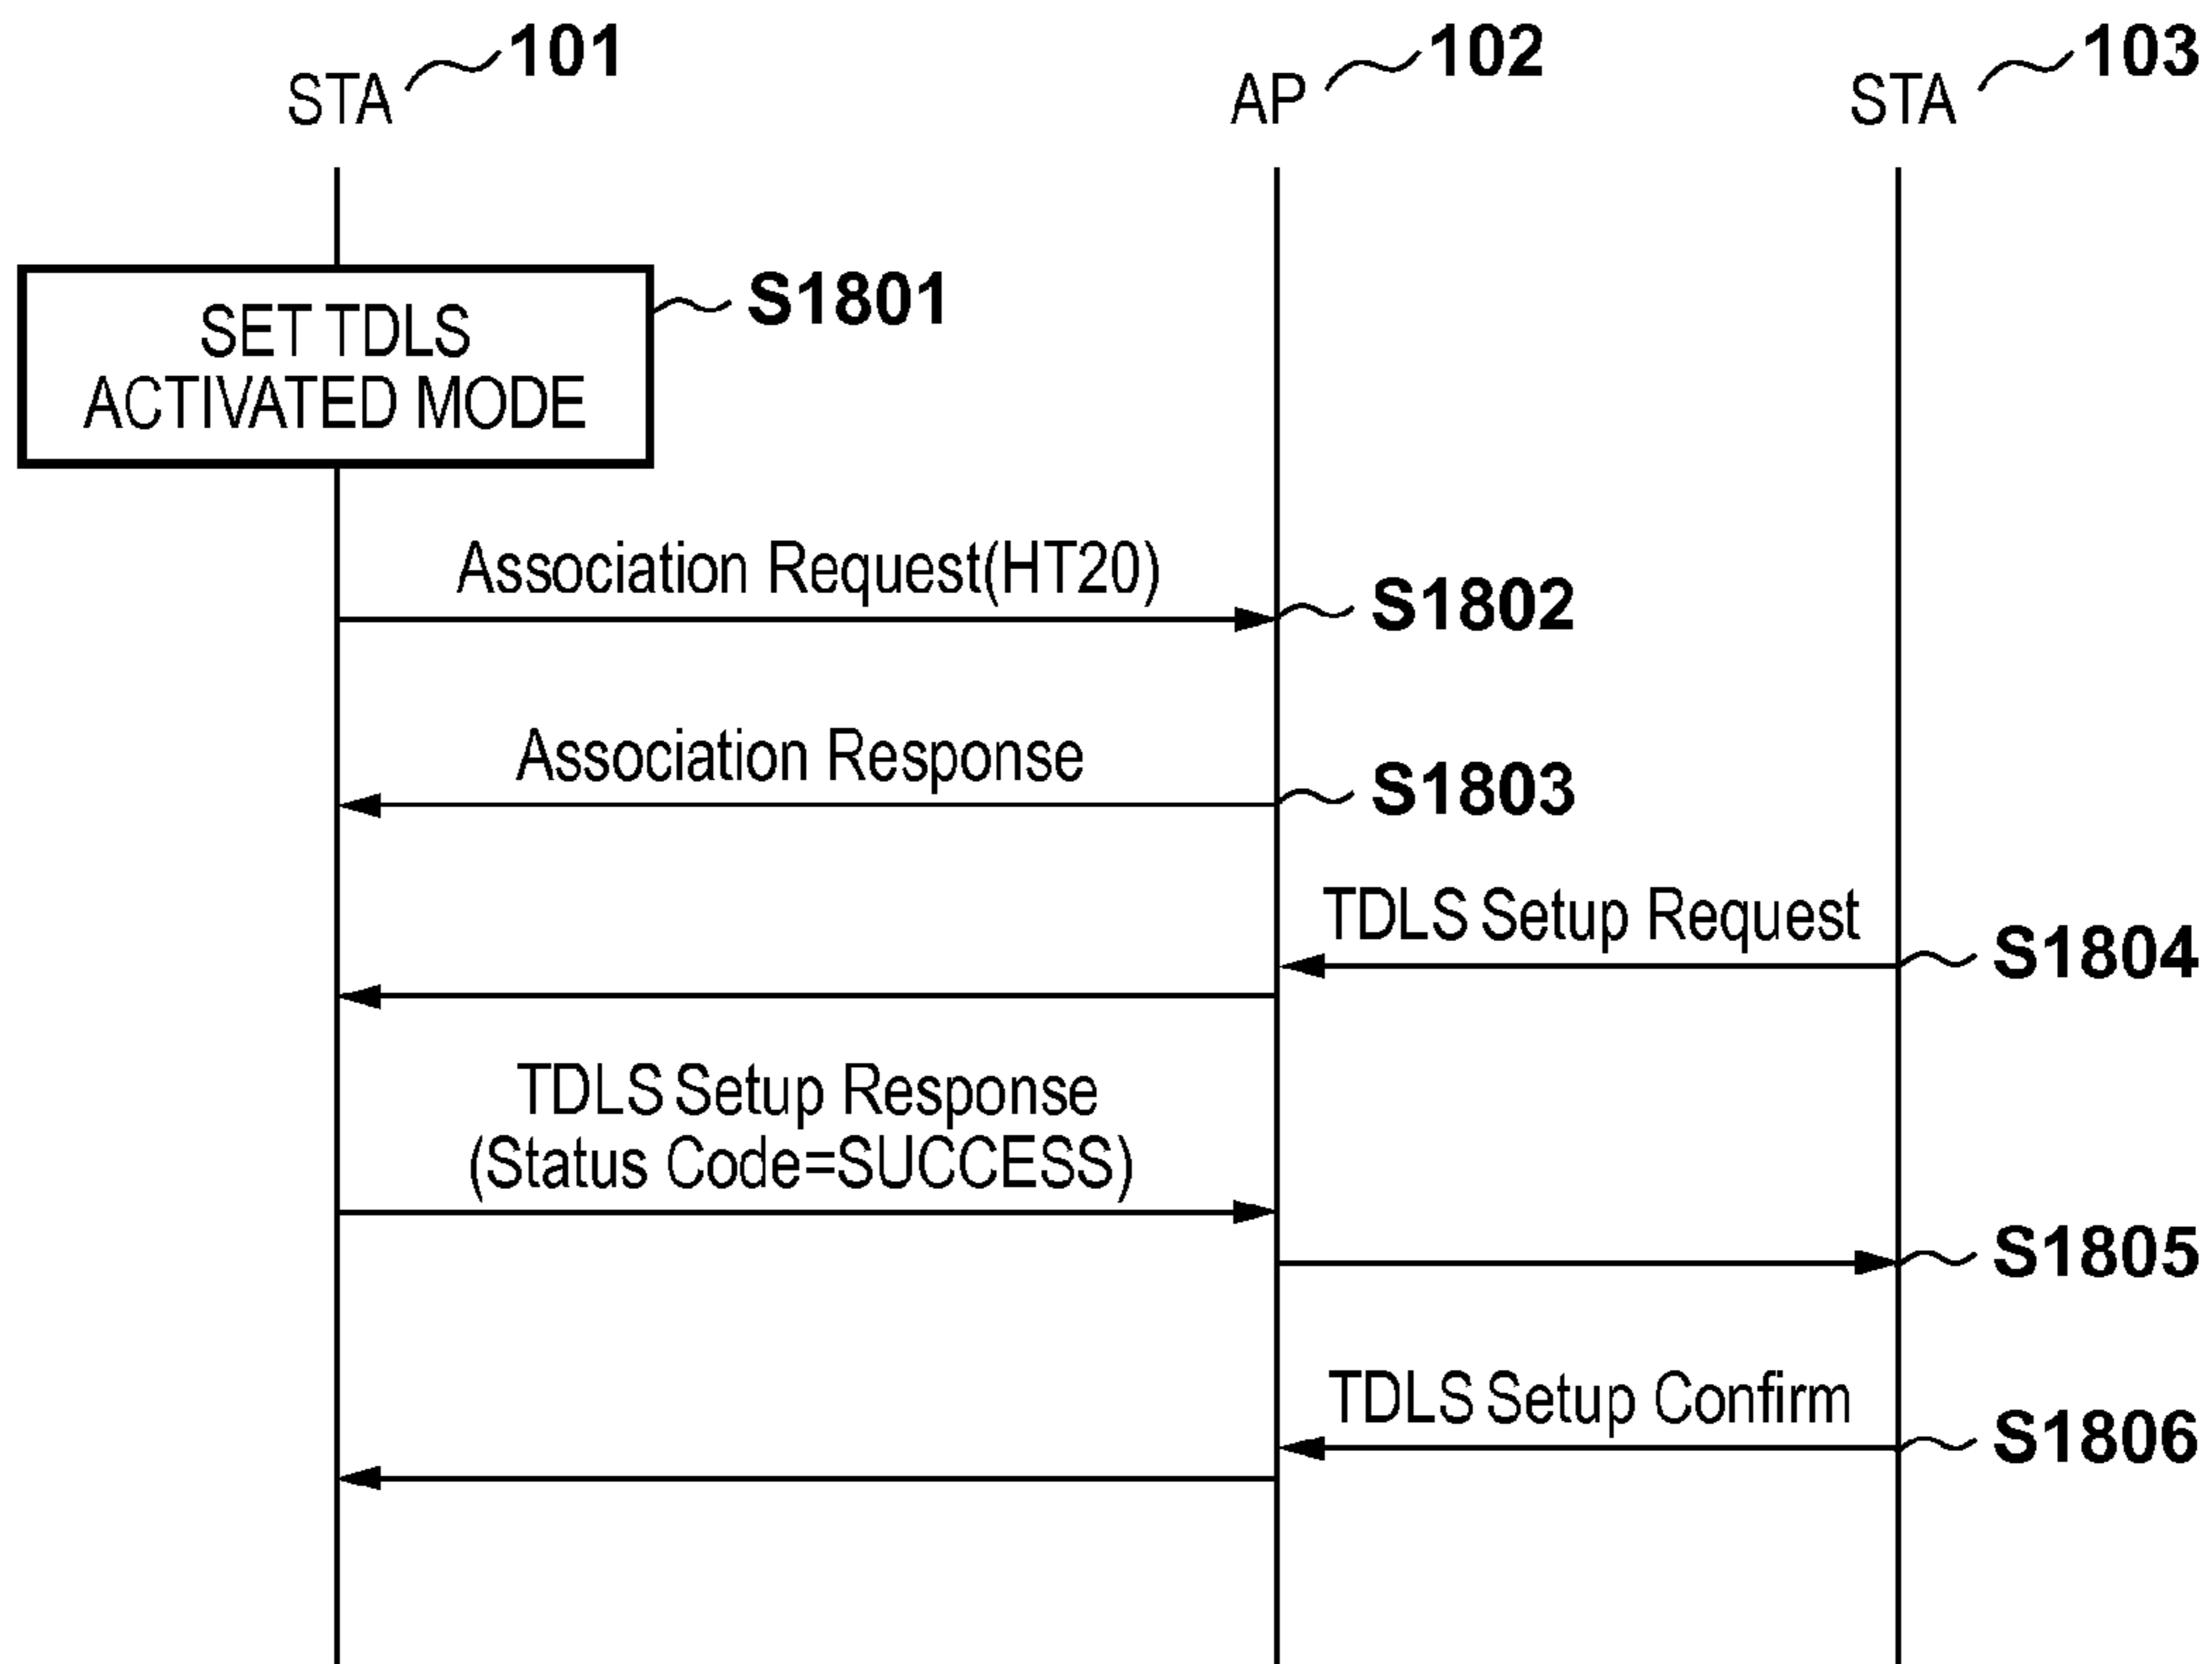 STA 101
AP 102
STA 103
SET TDLS
ACTIVATED MODE
S1801
Association Request(HT20)
S1802
Association Response
S1803
TDLS Setup Request
S1804
TDLS Setup Response
(Status Code=SUCCESS)
S1805
TDLS Setup Confirm
S1806